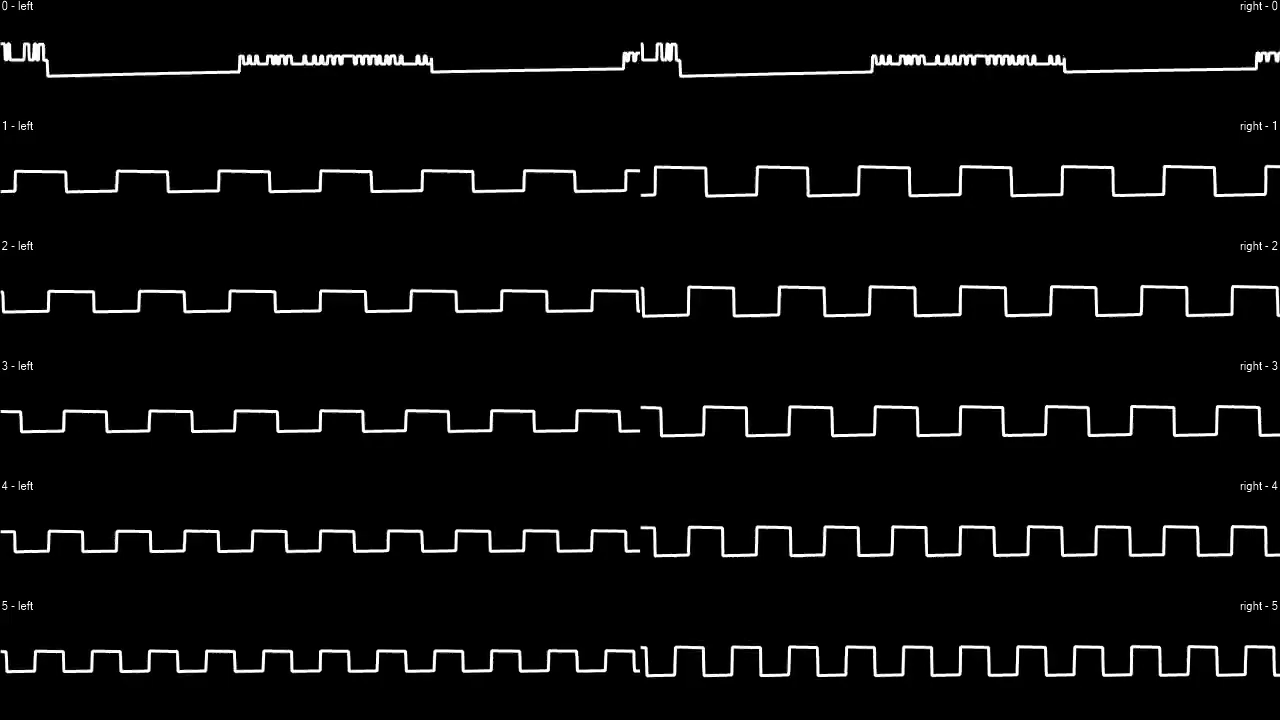 0 - left right - 0
1 - left right - 1
2 - left right - 2
3 - left right - 3
4 - left right - 4
5 - left right - 5